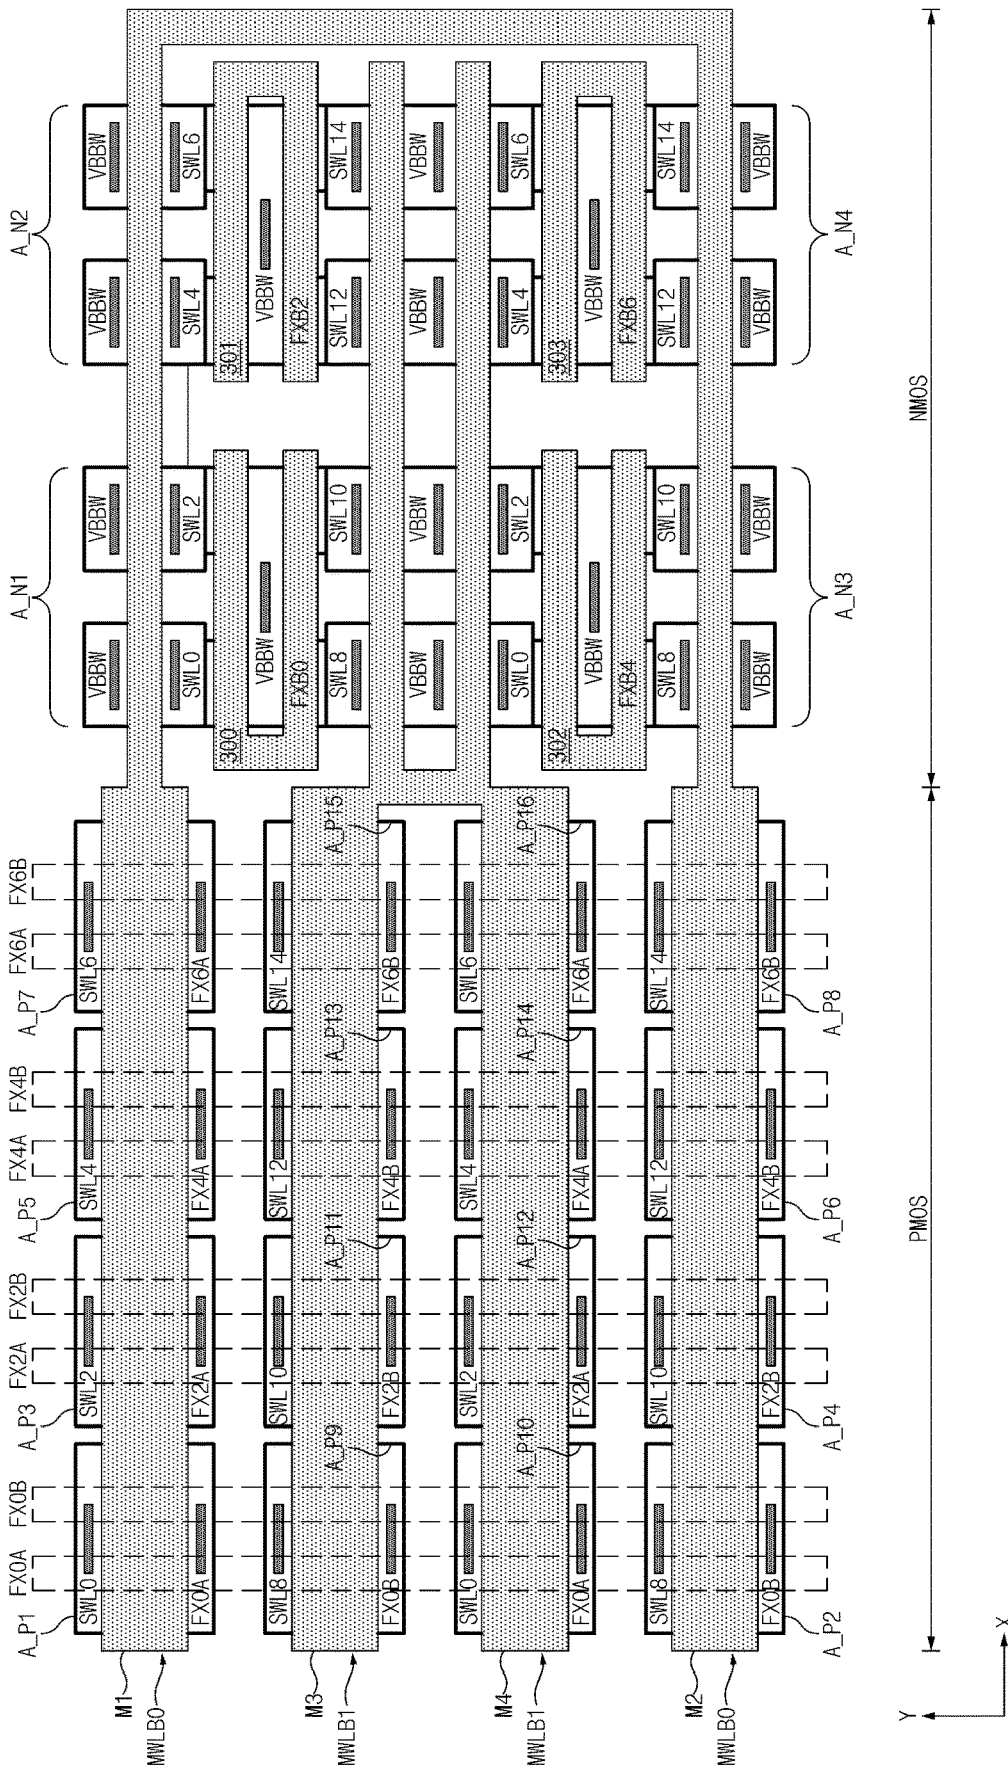 A_P1
FX0A
FX0B
A_P3
FX2A
FX2B
A_P5
FX4A
FX4B
A_P7
FX6A
FX6B
A_N1
A_N2
SWL0
SWL2
SWL4
SWL6
VBBW
VBBW
VBBW
VBBW
M1
MWLB0
FX0A
FX2A
FX4A
FX6A
SWL0
SWL2
SWL4
SWL6
300
301
SWL8
SWL10
SWL12
SWL14
VBBW
VBBW
FXB0
FXB2
M3
MWLB1
A_P9
A_P11
A_P13
A_P15
SWL8
SWL10
SWL12
SWL14
FX0B
FX2B
FX4B
FX6B
VBBW
VBBW
VBBW
VBBW
SWL0
SWL2
SWL4
SWL6
M4
MWLB1
A_P10
A_P12
A_P14
A_P16
SWL0
SWL2
SWL4
SWL6
FX0A
FX2A
FX4A
FX6A
302
303
VBBW
VBBW
FXB4
FXB6
SWL8
SWL10
SWL12
SWL14
SWL8
SWL10
SWL12
SWL14
M2
MWLB0
FX0B
FX2B
FX4B
FX6B
VBBW
VBBW
VBBW
VBBW
A_P2
A_P4
A_P6
A_P8
A_N3
A_N4
Y
PMOS
NMOS
X